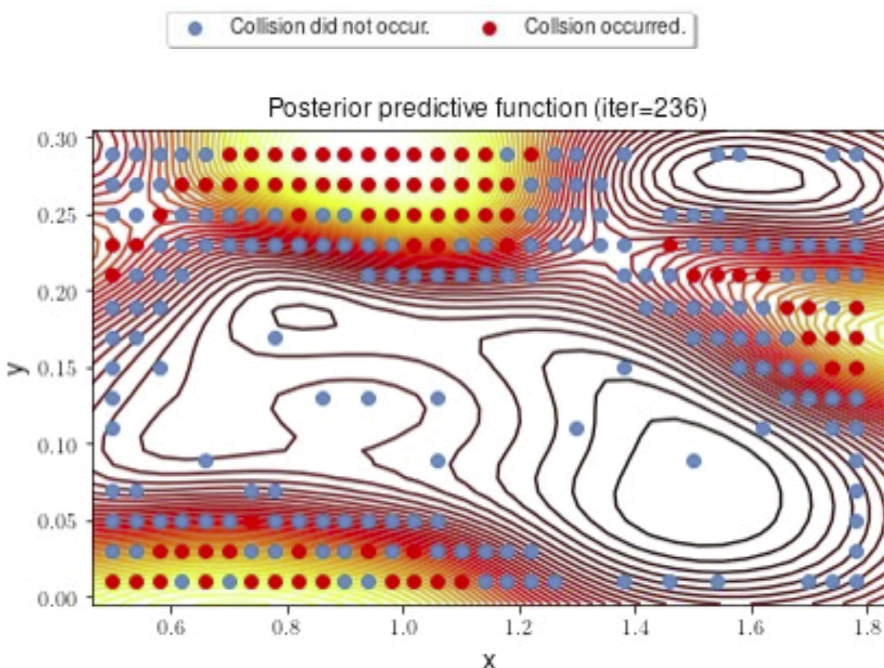 Collision did not occur. Collsion occurred.
Posterior predictive function (iter=236)
0.30
0.25
0.20
0.15
0.10
0.05
0.00
y
0.6 0.8 1.0 1.2 1.4 1.6 1.8
x